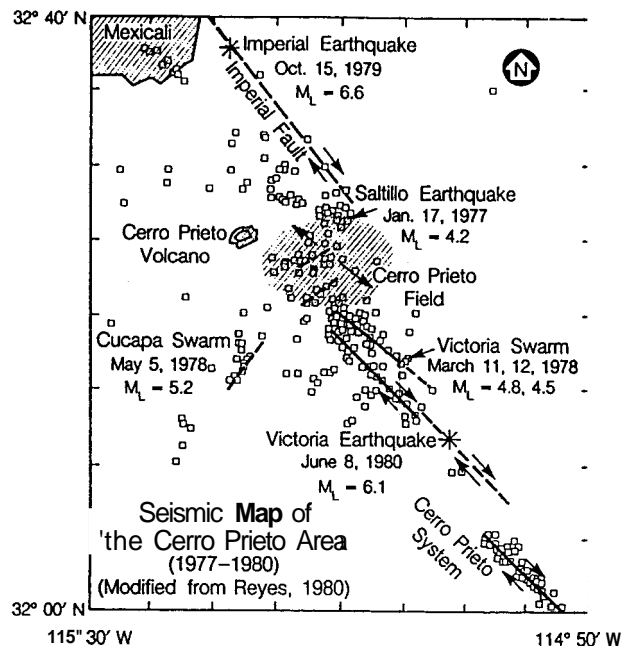 32° 40' N
Mexicali
Imperial Earthquake
Oct. 15, 1979
M_L = 6.6
N
Imperial Fault
Saltillo Earthquake
Jan. 17, 1977
M_L = 4.2
Cerro Prieto
Volcano
Cerro Prieto
Field
Cucapa Swarm
May 5, 1978
M_L = 5.2
Victoria Swarm
March 11, 12, 1978
M_L = 4.8, 4.5
Victoria Earthquake
June 8, 1980
M_L = 6.1
Seismic Map of
'the Cerro Prieto Area
(1977-1980)
(Modified from Reyes, 1980)
Cerro Prieto
System
32° 00' N
115° 30' W
114° 50' W